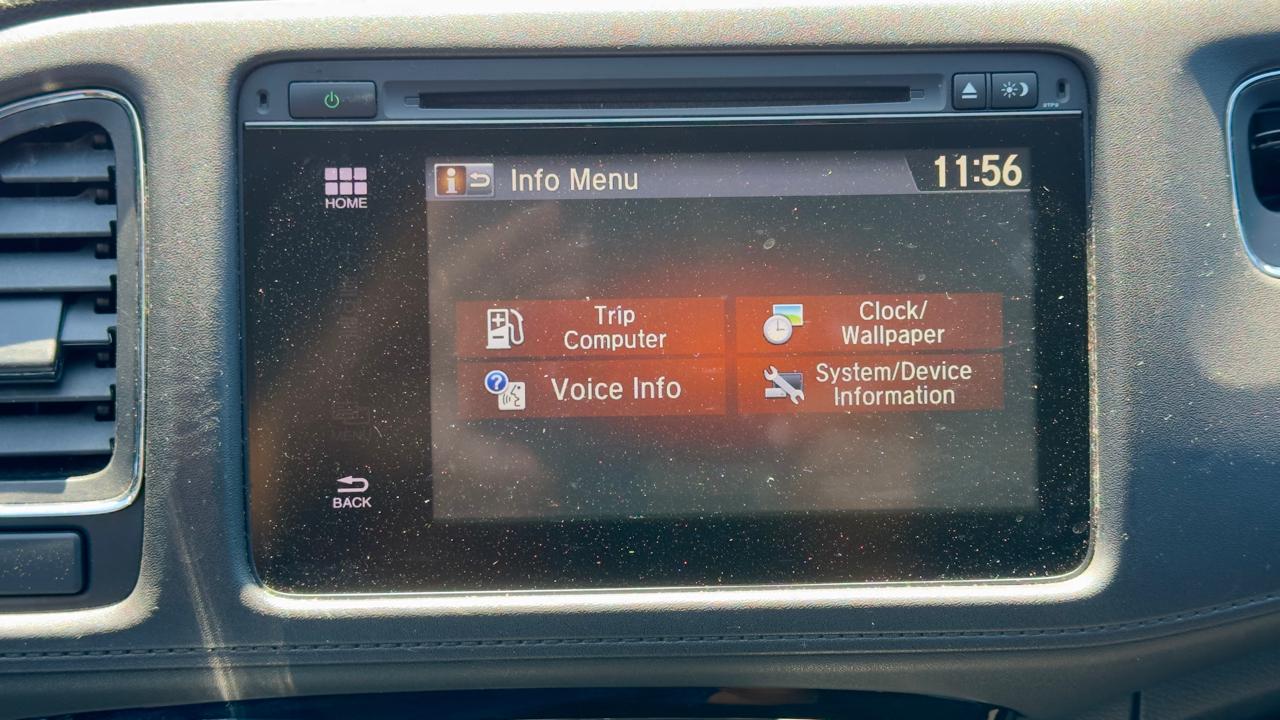 HOME
Info Menu
11:56
Trip
Computer
Clock/
Wallpaper
Voice Info
System/Device
Information
BACK